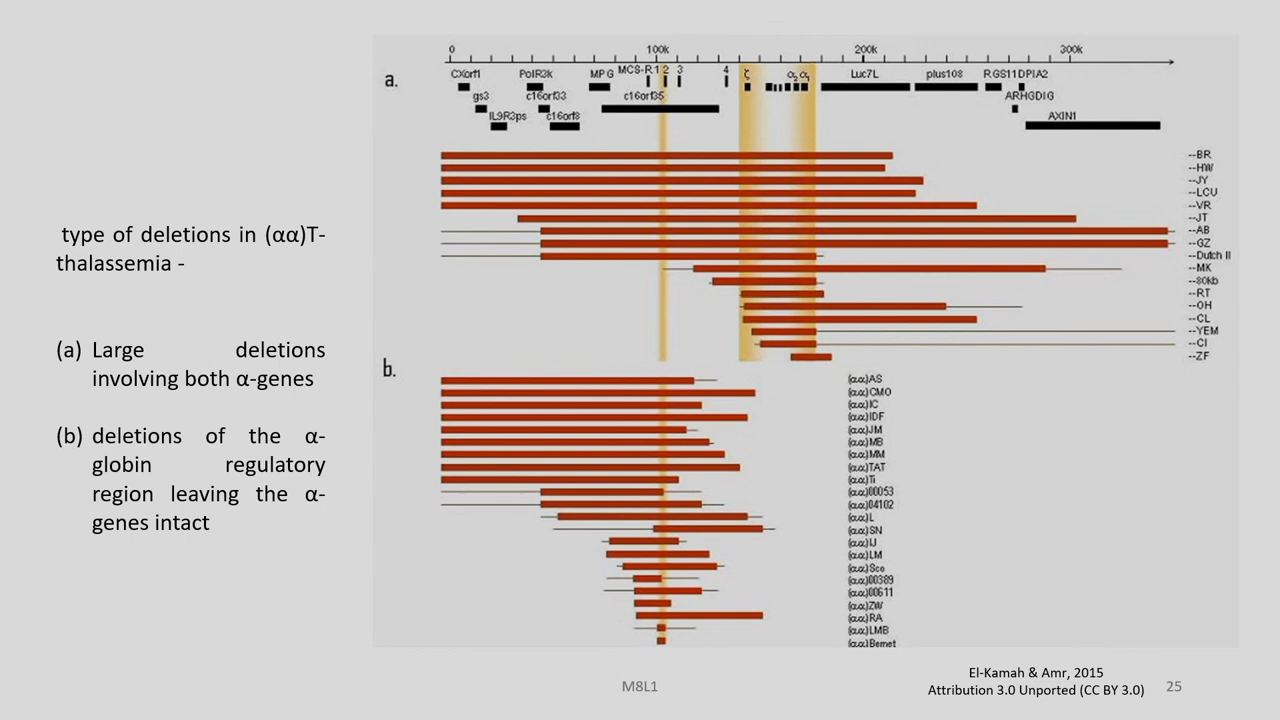 type of deletions in (αα)T-
thalassemia -
(a) Large deletions
involving both α-genes
(b) deletions of the α-
globin regulatory
region leaving the α-
genes intact
a.
0 100k 200k 300k
CXorf1 PolR3k MPG MCS-R1 2 3 4 ζ α2 α1 Luc7L plus108 RGS11 DPIA2
gs3 c16orf33 c16orf35 ARHGDIG
IL9R3ps c16orf8 AXIN1
--BR
--HW
--JY
--LCU
--VR
--JT
--AB
--GZ
--Dutch II
--MK
--80kb
--RT
--OH
--CL
--YEM
--CI
--ZF
b.
(αα)AS
(αα)CMO
(αα)IC
(αα)IDF
(αα)JM
(αα)MB
(αα)MM
(αα)TAT
(αα)Ti
(αα)00053
(αα)04102
(αα)L
(αα)SN
(αα)IJ
(αα)LM
(αα)Sco
(αα)00389
(αα)00611
(αα)ZW
(αα)RA
(αα)LMB
(αα)Bemet
El-Kamah & Amr, 2015
Attribution 3.0 Unported (CC BY 3.0)
M8L1
25